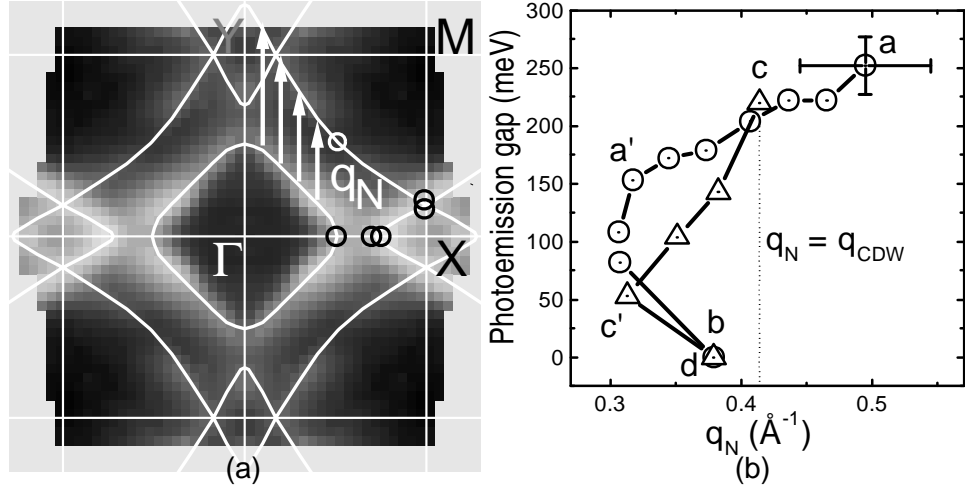 Y
M
q_N
Γ
X
(a)
Photoemission gap (meV)
300
250
200
150
100
50
0
a
c
a'
q_N = q_CDW
c'
b
d
0.3
0.4
0.5
q_N (Å⁻¹)
(b)